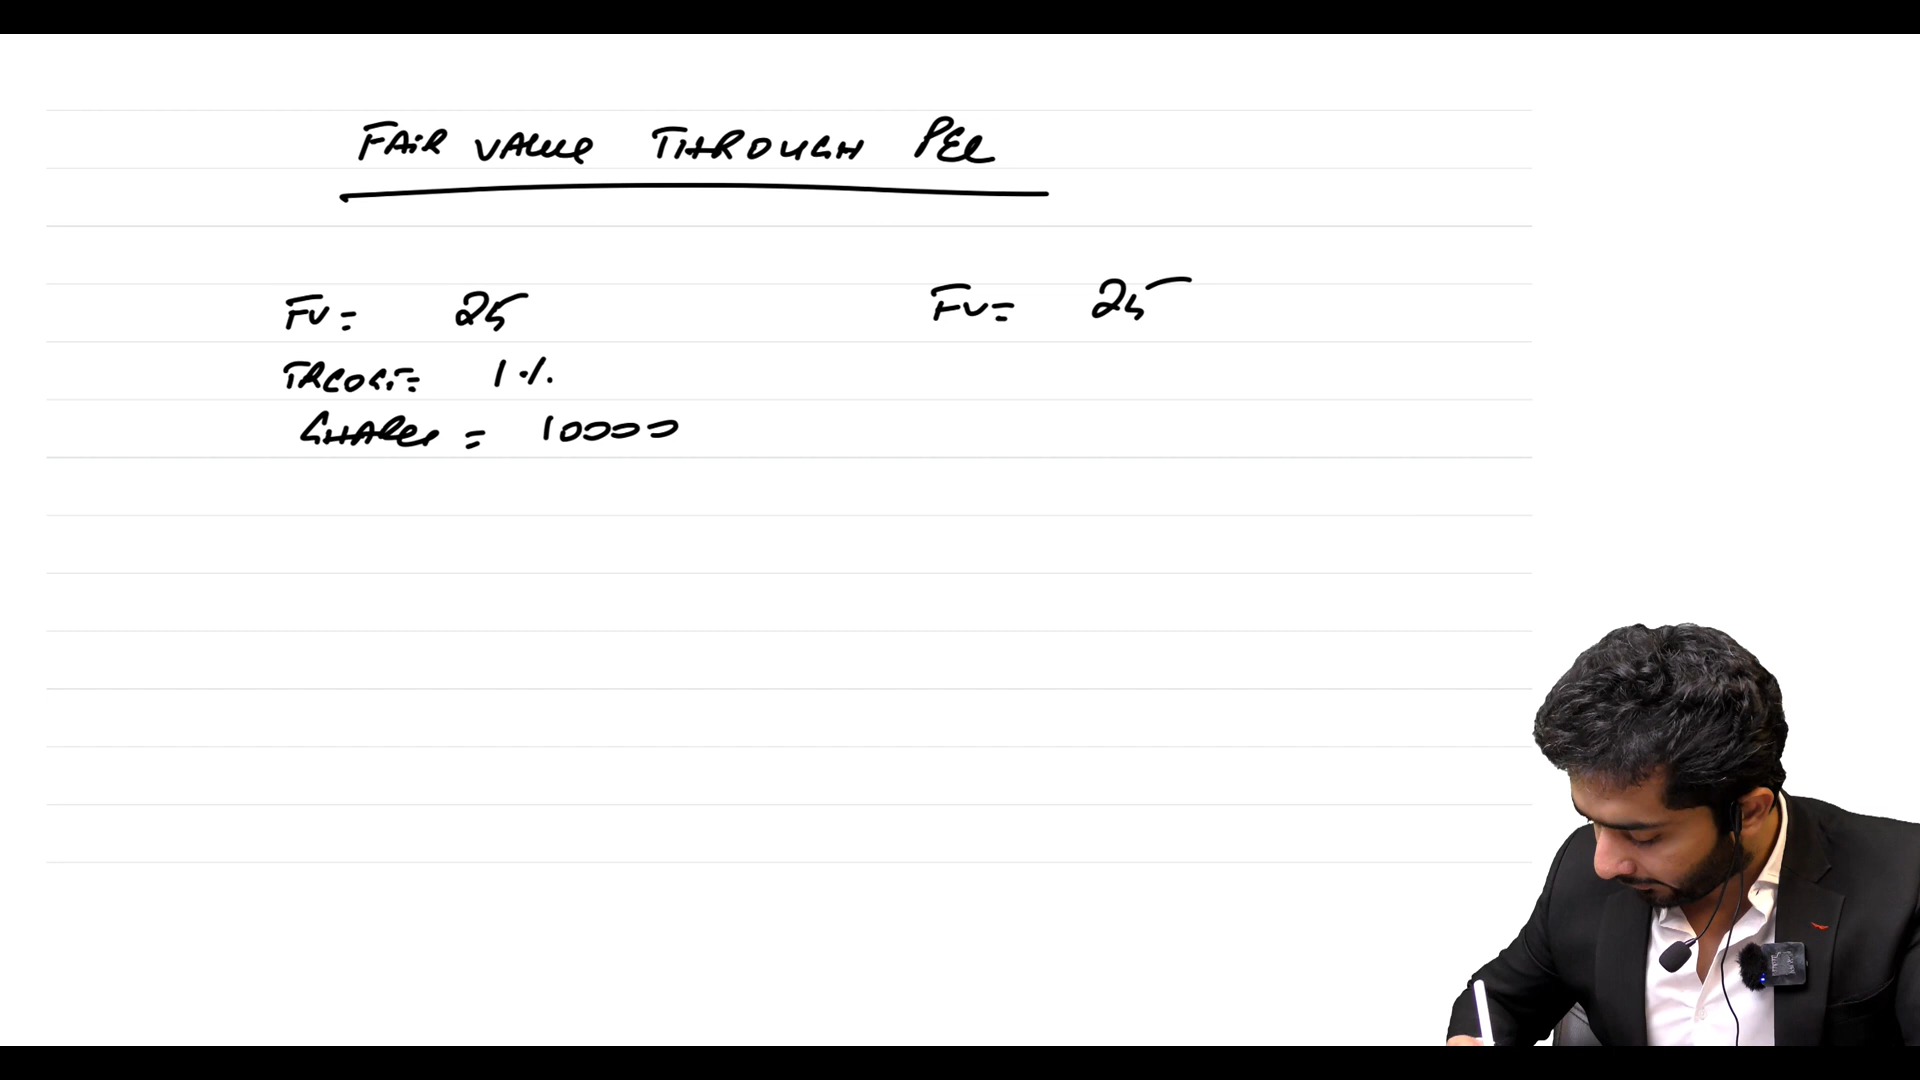 FAIR VALUE THROUGH P&L
FV = 25
FV = 25
TRCOST = 1%
SHARES = 10000